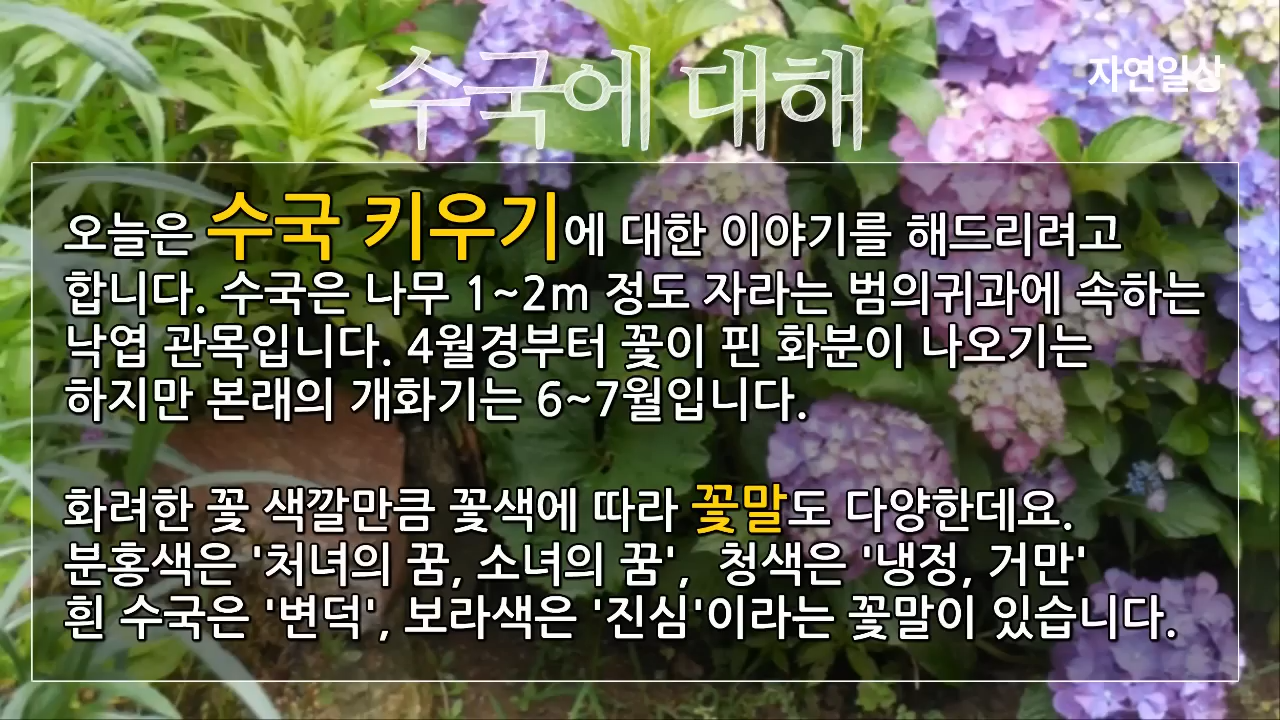 수국에 대해
자연일상
오늘은 수국 키우기에 대한 이야기를 해드리려고
합니다. 수국은 나무 1~2m 정도 자라는 범의귀과에 속하는
낙엽 관목입니다. 4월경부터 꽃이 핀 화분이 나오기는
하지만 본래의 개화기는 6~7월입니다.
화려한 꽃 색깔만큼 꽃색에 따라 꽃말도 다양한데요.
분홍색은 '처녀의 꿈, 소녀의 꿈', 청색은 '냉정, 거만'
흰 수국은 '변덕', 보라색은 '진심'이라는 꽃말이 있습니다.